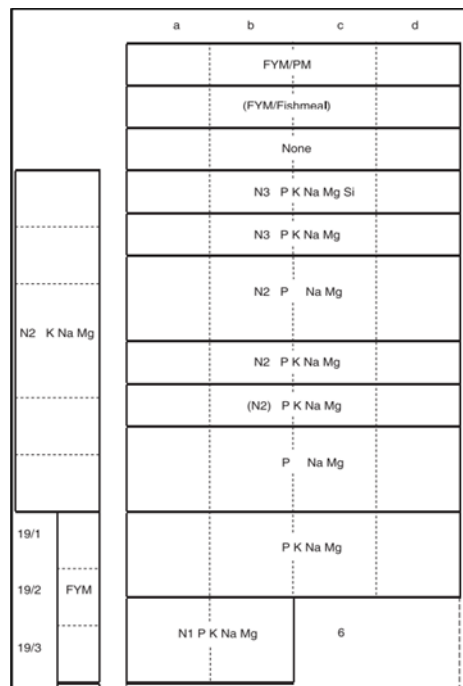 a b c d
FYM/PM
(FYM/Fishmeal)
None
N3 P K Na Mg Si
N3 P K Na Mg
N2 P Na Mg
N2 K Na Mg
N2 P K Na Mg
(N2) P K Na Mg
P Na Mg
19/1
P K Na Mg
19/2 FYM
N1 P K Na Mg 6
19/3